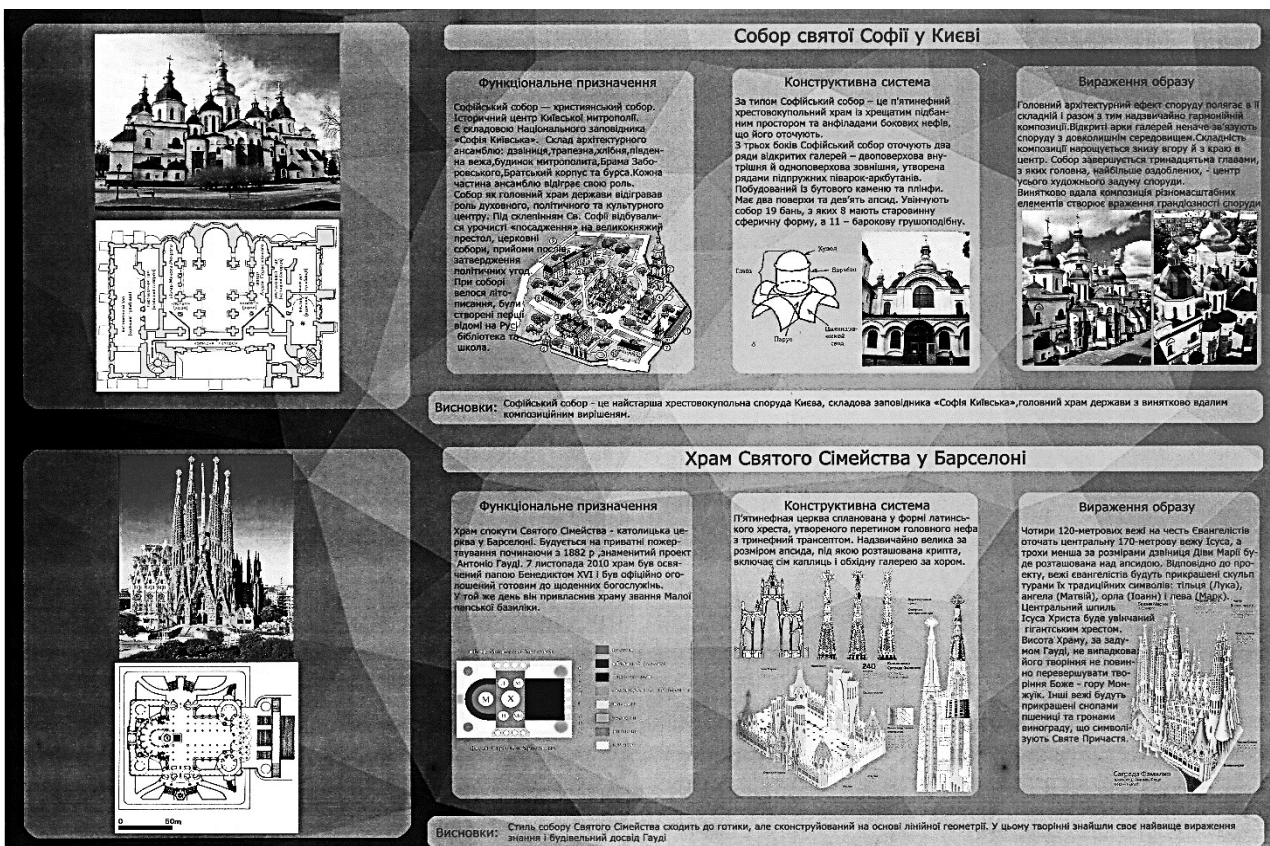 Собор святої Софії у Києві
Функціональне призначення
Софійський собор — християнський собор.
Історичний центр Київської митрополії.
Є складовою Національного заповідника
«Софія Київська». Склад архітектурного
ансамблю: дзвіниця,трапезна,хлібня,півден-
на вежа,будинок митрополита,Брама Забо-
ровського,Братський корпус та бурса.Кожна
частина ансамблю відіграє свою роль.
Собор як головний храм держави відігравав
роль духовного, політичного та культурного
центру. Під склепінням Св. Софії відбували-
ся урочисті «посадження» на великокняжий
престол, церковні
собори, прийоми послів,
затвердження
політичних угод.
При соборі
велося літо-
писання, були
створені перші
відомі на Русі
бібліотека та
школа.
Конструктивна система
За типом Софійський собор – це п'ятинефний
хрестовокупольний храм із хрещатим підбан-
ним простором та анфіладами бокових нефів,
що його оточують.
З трьох боків Софійський собор оточують два
ряди відкритих галерей – двоповерхова вну-
трішня й одноповерхова зовнішня, утворена
рядами підпружних піварок-аркбутанів.
Побудований із бутового каменю та плінфи.
Має два поверхи та дев'ять апсид. Увінчують
собор 19 бань, з яких 8 мають старовинну
сферичну форму, а 11 – барокову грушоподібну.
Купол
Глава
Барабан
Парус
Вираження образу
Головний архітектурний ефект споруду полягає в її
складній і разом з тим надзвичайно гармонійній
композиції.Відкриті арки галерей неначе зв'язують
споруду з довколишнім середовищем.Складність
композиції нарощується знизу вгору й з краю в
центр. Собор завершується тринадцятьма главами,
з яких головна, найбільше оздоблених, - центр
усього художнього задуму споруди.
Винятково вдала композиція різномасштабних
елементів створює враження грандіозності споруди
Висновки: Софійський собор - це найстарша хрестовокупольна споруда Києва, складова заповідника «Софія Київська»,головний храм держави з винятково вдалим
композиційним вирішенням.
Храм Святого Сімейства у Барселоні
Функціональне призначення
Храм спокути Святого Сімейства - католицька це-
рква у Барселоні. Будується на приватні пожер-
твування починаючи з 1882 р ,знаменитий проект
Антоніо Гауді. 7 листопада 2010 храм був освя-
чений папою Бенедиктом XVI і був офіційно ого-
лошений готовим до щоденних богослужінь.
У той же день він привласнив храму звання Малої
папської базиліки.
M X
50m
0
Конструктивна система
П'ятинефная церква спланована у формі латинсь-
кого хреста, утвореного перетином головного нефа
з тринефний трансептом. Надзвичайно велика за
розміром апсида, під якою розташована крипта,
включає сім каплиць і обхідну галерею за хором.
240
Вираження образу
Чотири 120-метрових вежі на честь Євангелістів
оточать центральну 170-метрову вежу Ісуса, а
трохи менша за розмірами дзвіниця Діви Марії бу-
де розташована над апсидою. Відповідно до про-
екту, вежі євангелістів будуть прикрашені скульп
турами їх традиційних символів: тільця (Лука),
ангела (Матвій), орла (Іоанн) і лева (Марк).
Центральний шпиль
Ісуса Христа буде увінчаний
гігантським хрестом.
Висота Храму, за заду-
мом Гауді, не випадкова:
його творіння не повин-
но перевершувати тво-
ріння Боже - гору Мон-
жуїк. Інші вежі будуть
прикрашені снопами
пшениці та гронами
винограду, що символі-
зують Святе Причастя.
Саграда Фамилия
Висновки: Стиль собору Святого Сімейства сходить до готики, але сконструйований на основі лінійної геометрії. У цьому творінні знайшли своє найвище вираження
знання і будівельний досвід Гауді